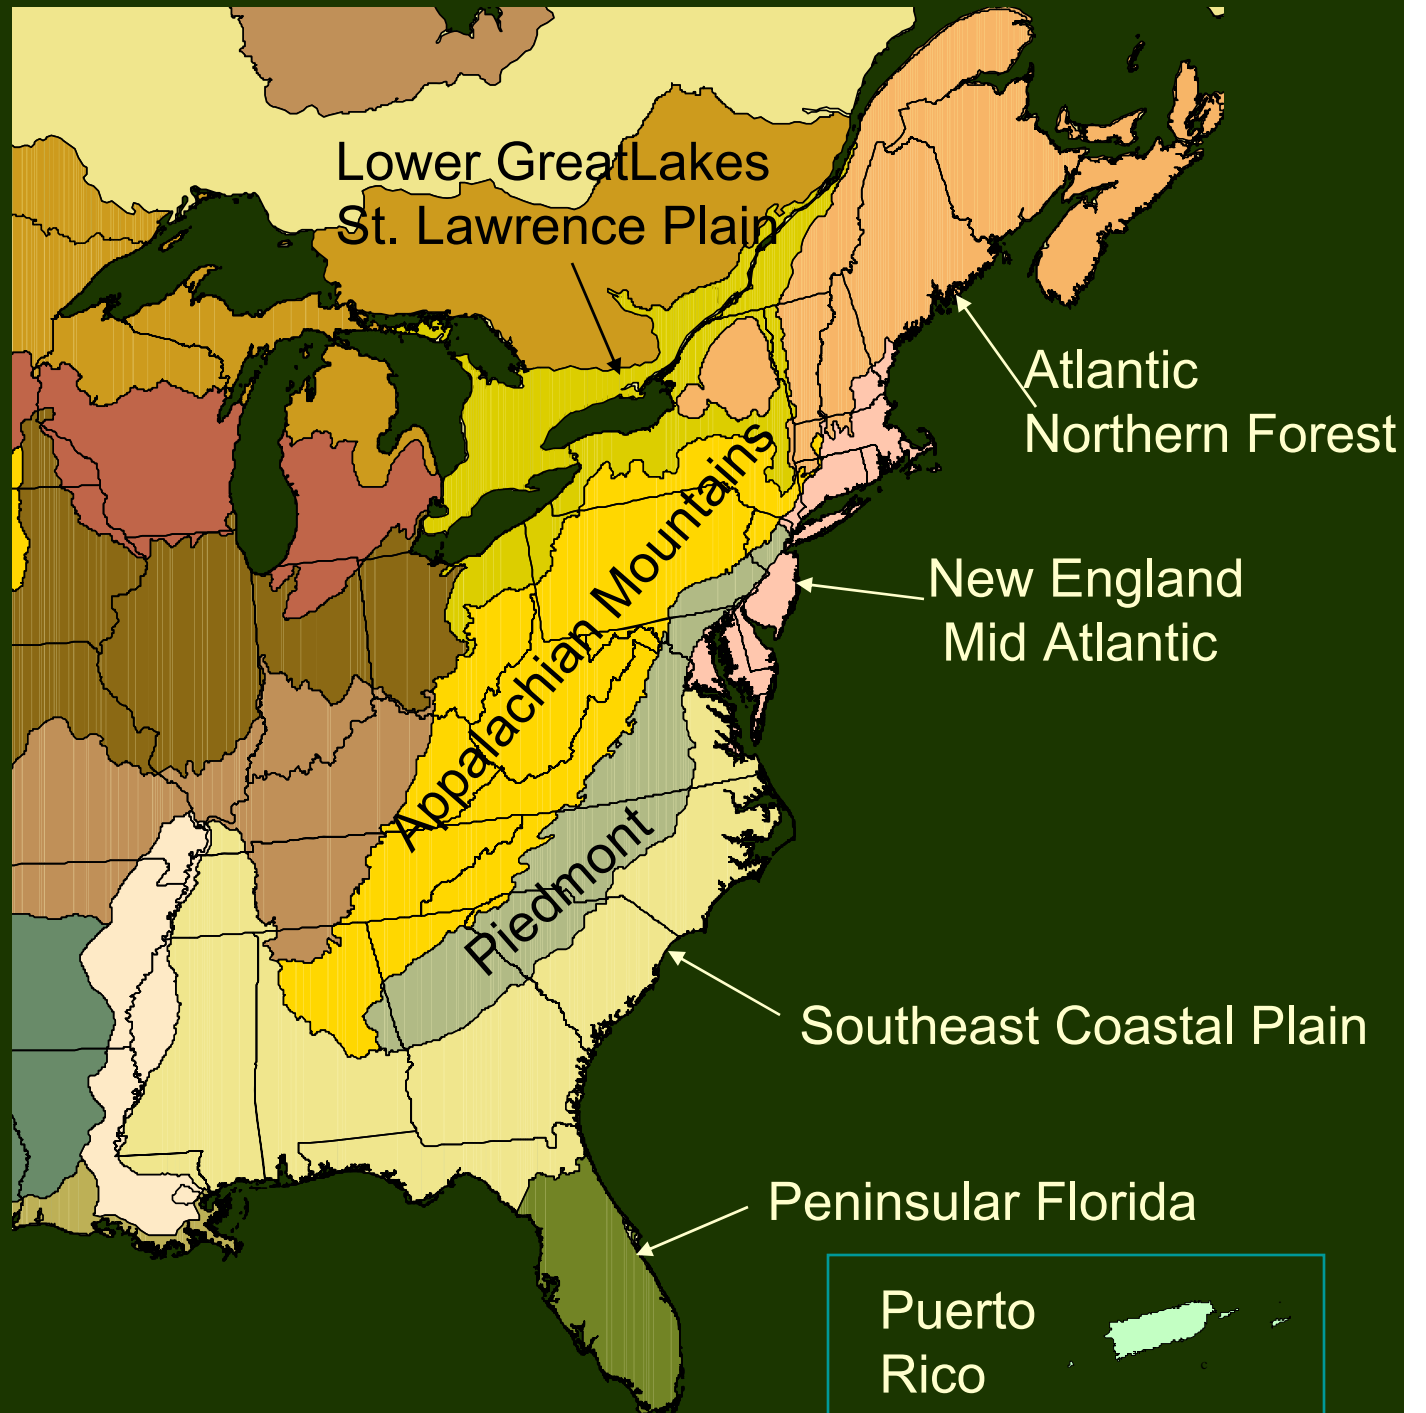 Lower GreatLakes
St. Lawrence Plain
Atlantic
Northern Forest
Appalachian Mountains
New England
Mid Atlantic
Piedmont
Southeast Coastal Plain
Peninsular Florida
Puerto
Rico